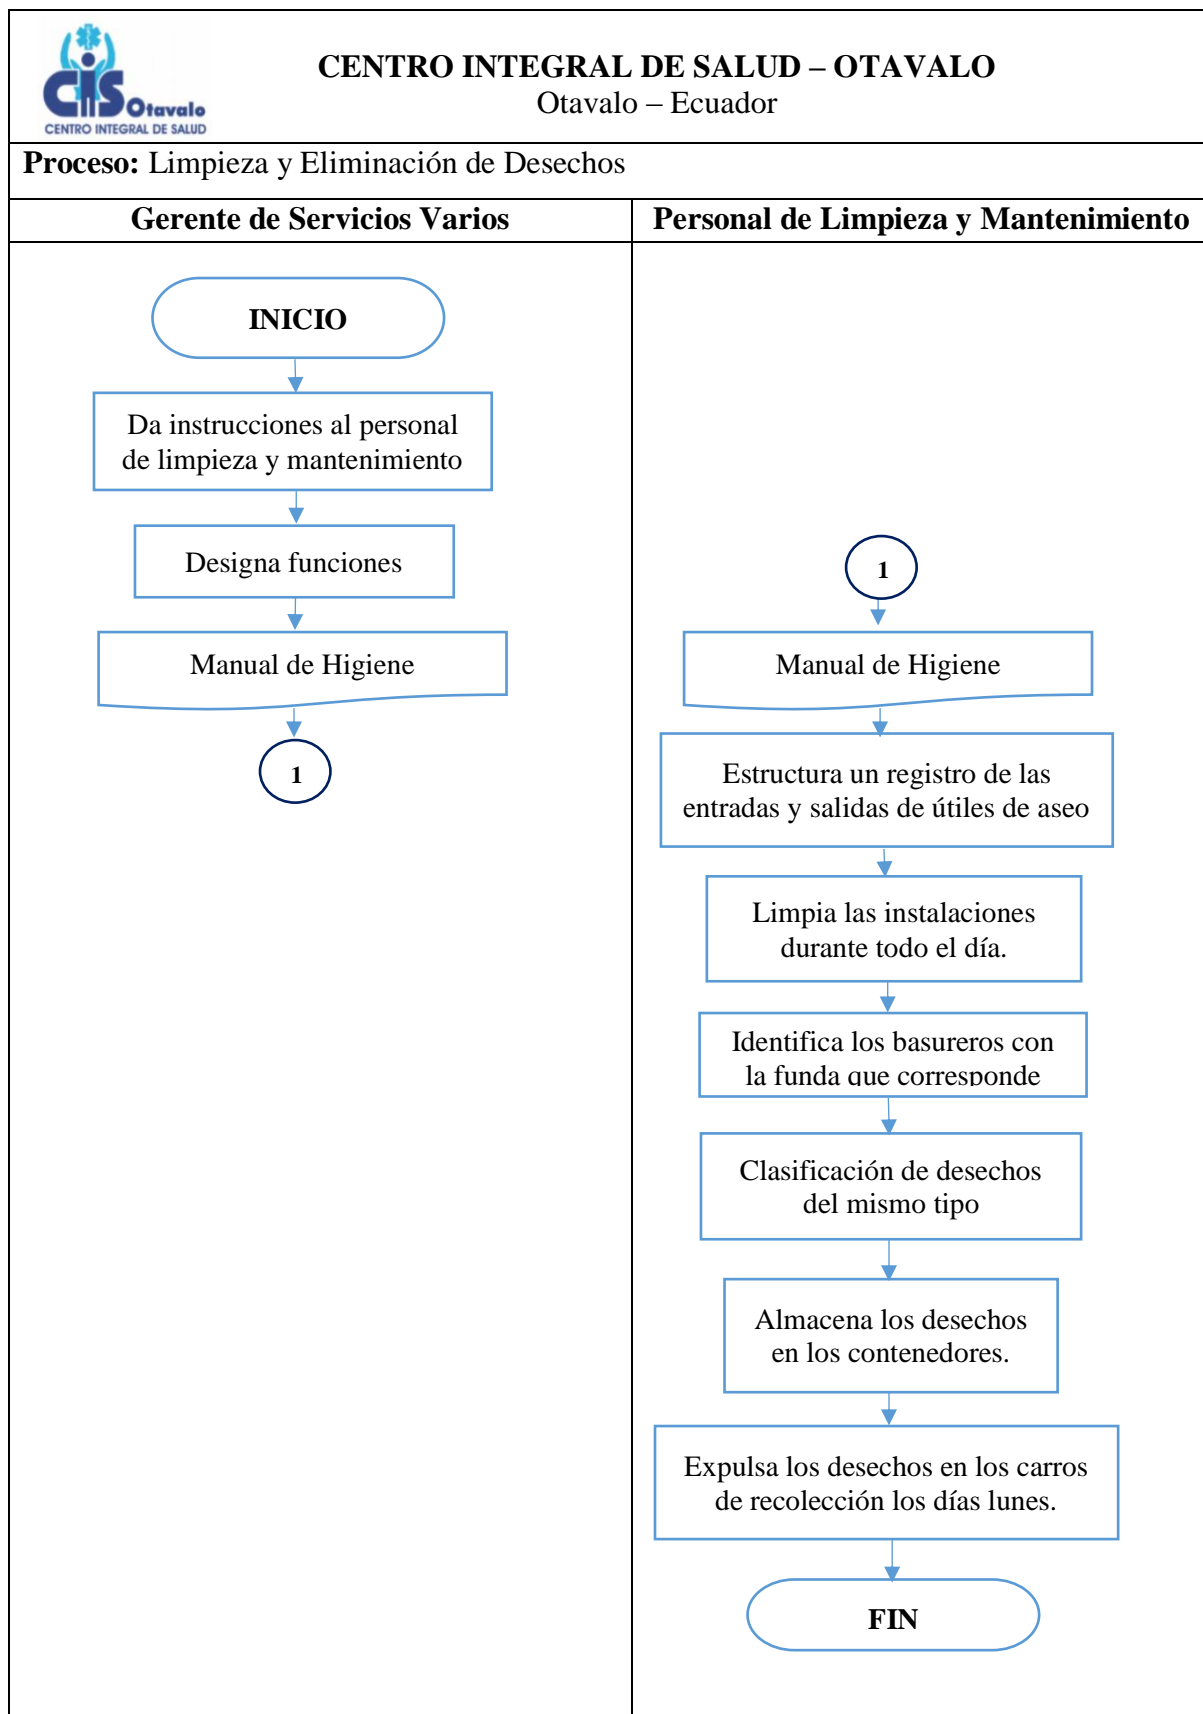 CIS Otavalo
CENTRO INTEGRAL DE SALUD
CENTRO INTEGRAL DE SALUD – OTAVALO
Otavalo – Ecuador
Proceso: Limpieza y Eliminación de Desechos
Gerente de Servicios Varios
INICIO
Da instrucciones al personal
de limpieza y mantenimiento
Designa funciones
Manual de Higiene
1
Personal de Limpieza y Mantenimiento
1
Manual de Higiene
Estructura un registro de las
entradas y salidas de útiles de aseo
Limpia las instalaciones
durante todo el día.
Identifica los basureros con
la funda que corresponde
Clasificación de desechos
del mismo tipo
Almacena los desechos
en los contenedores.
Expulsa los desechos en los carros
de recolección los días lunes.
FIN